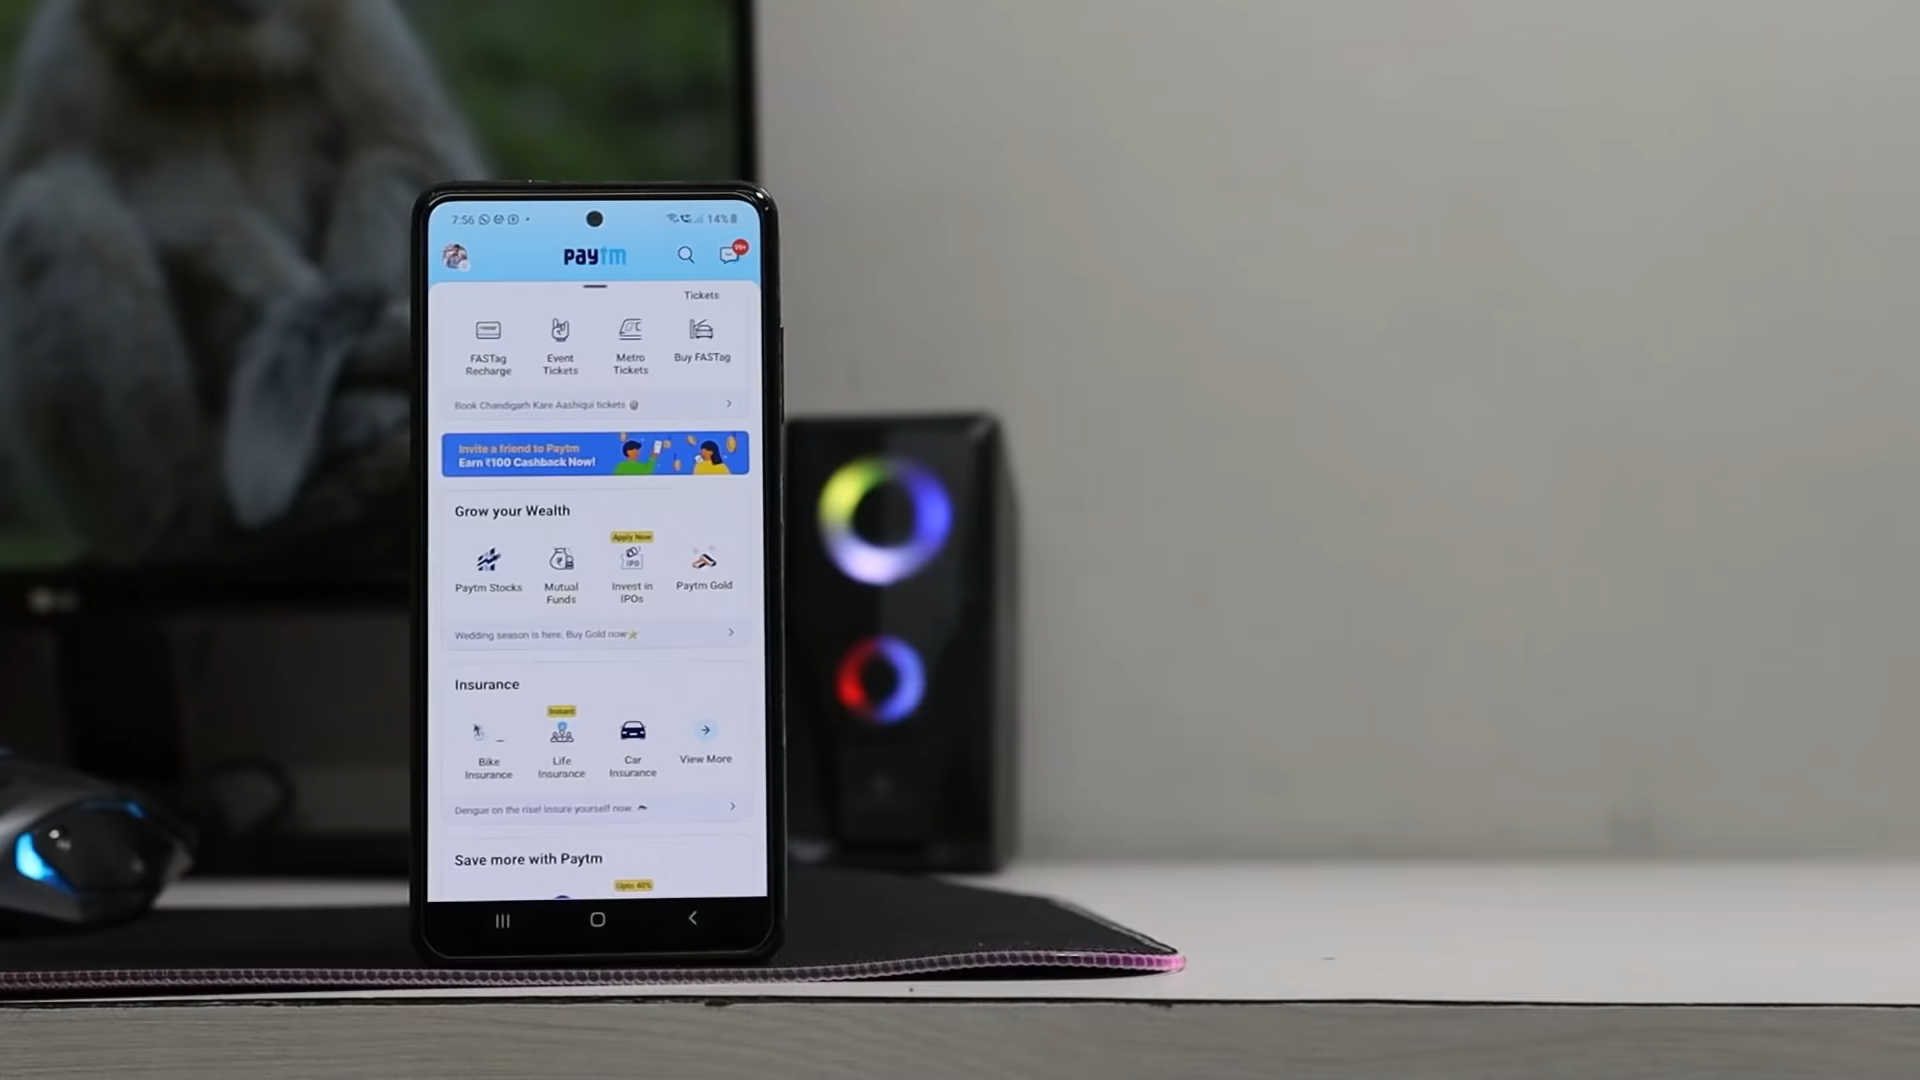 7:56
14%
paytm
99+
Tickets
FASTag
Recharge
Event
Tickets
Metro
Tickets
Buy FASTag
Book Chandigarh Kare Aashiqui tickets
Invite a friend to Paytm
Earn ₹100 Cashback Now!
Grow your Wealth
Apply Now
IPO
Paytm Stocks
Mutual
Funds
Invest in
IPOs
Paytm Gold
Wedding season is here. Buy Gold now
Insurance
Instant
Bike
Insurance
Life
Insurance
Car
Insurance
View More
Dengue on the rise! Insure yourself now.
Save more with Paytm
Upto 40%